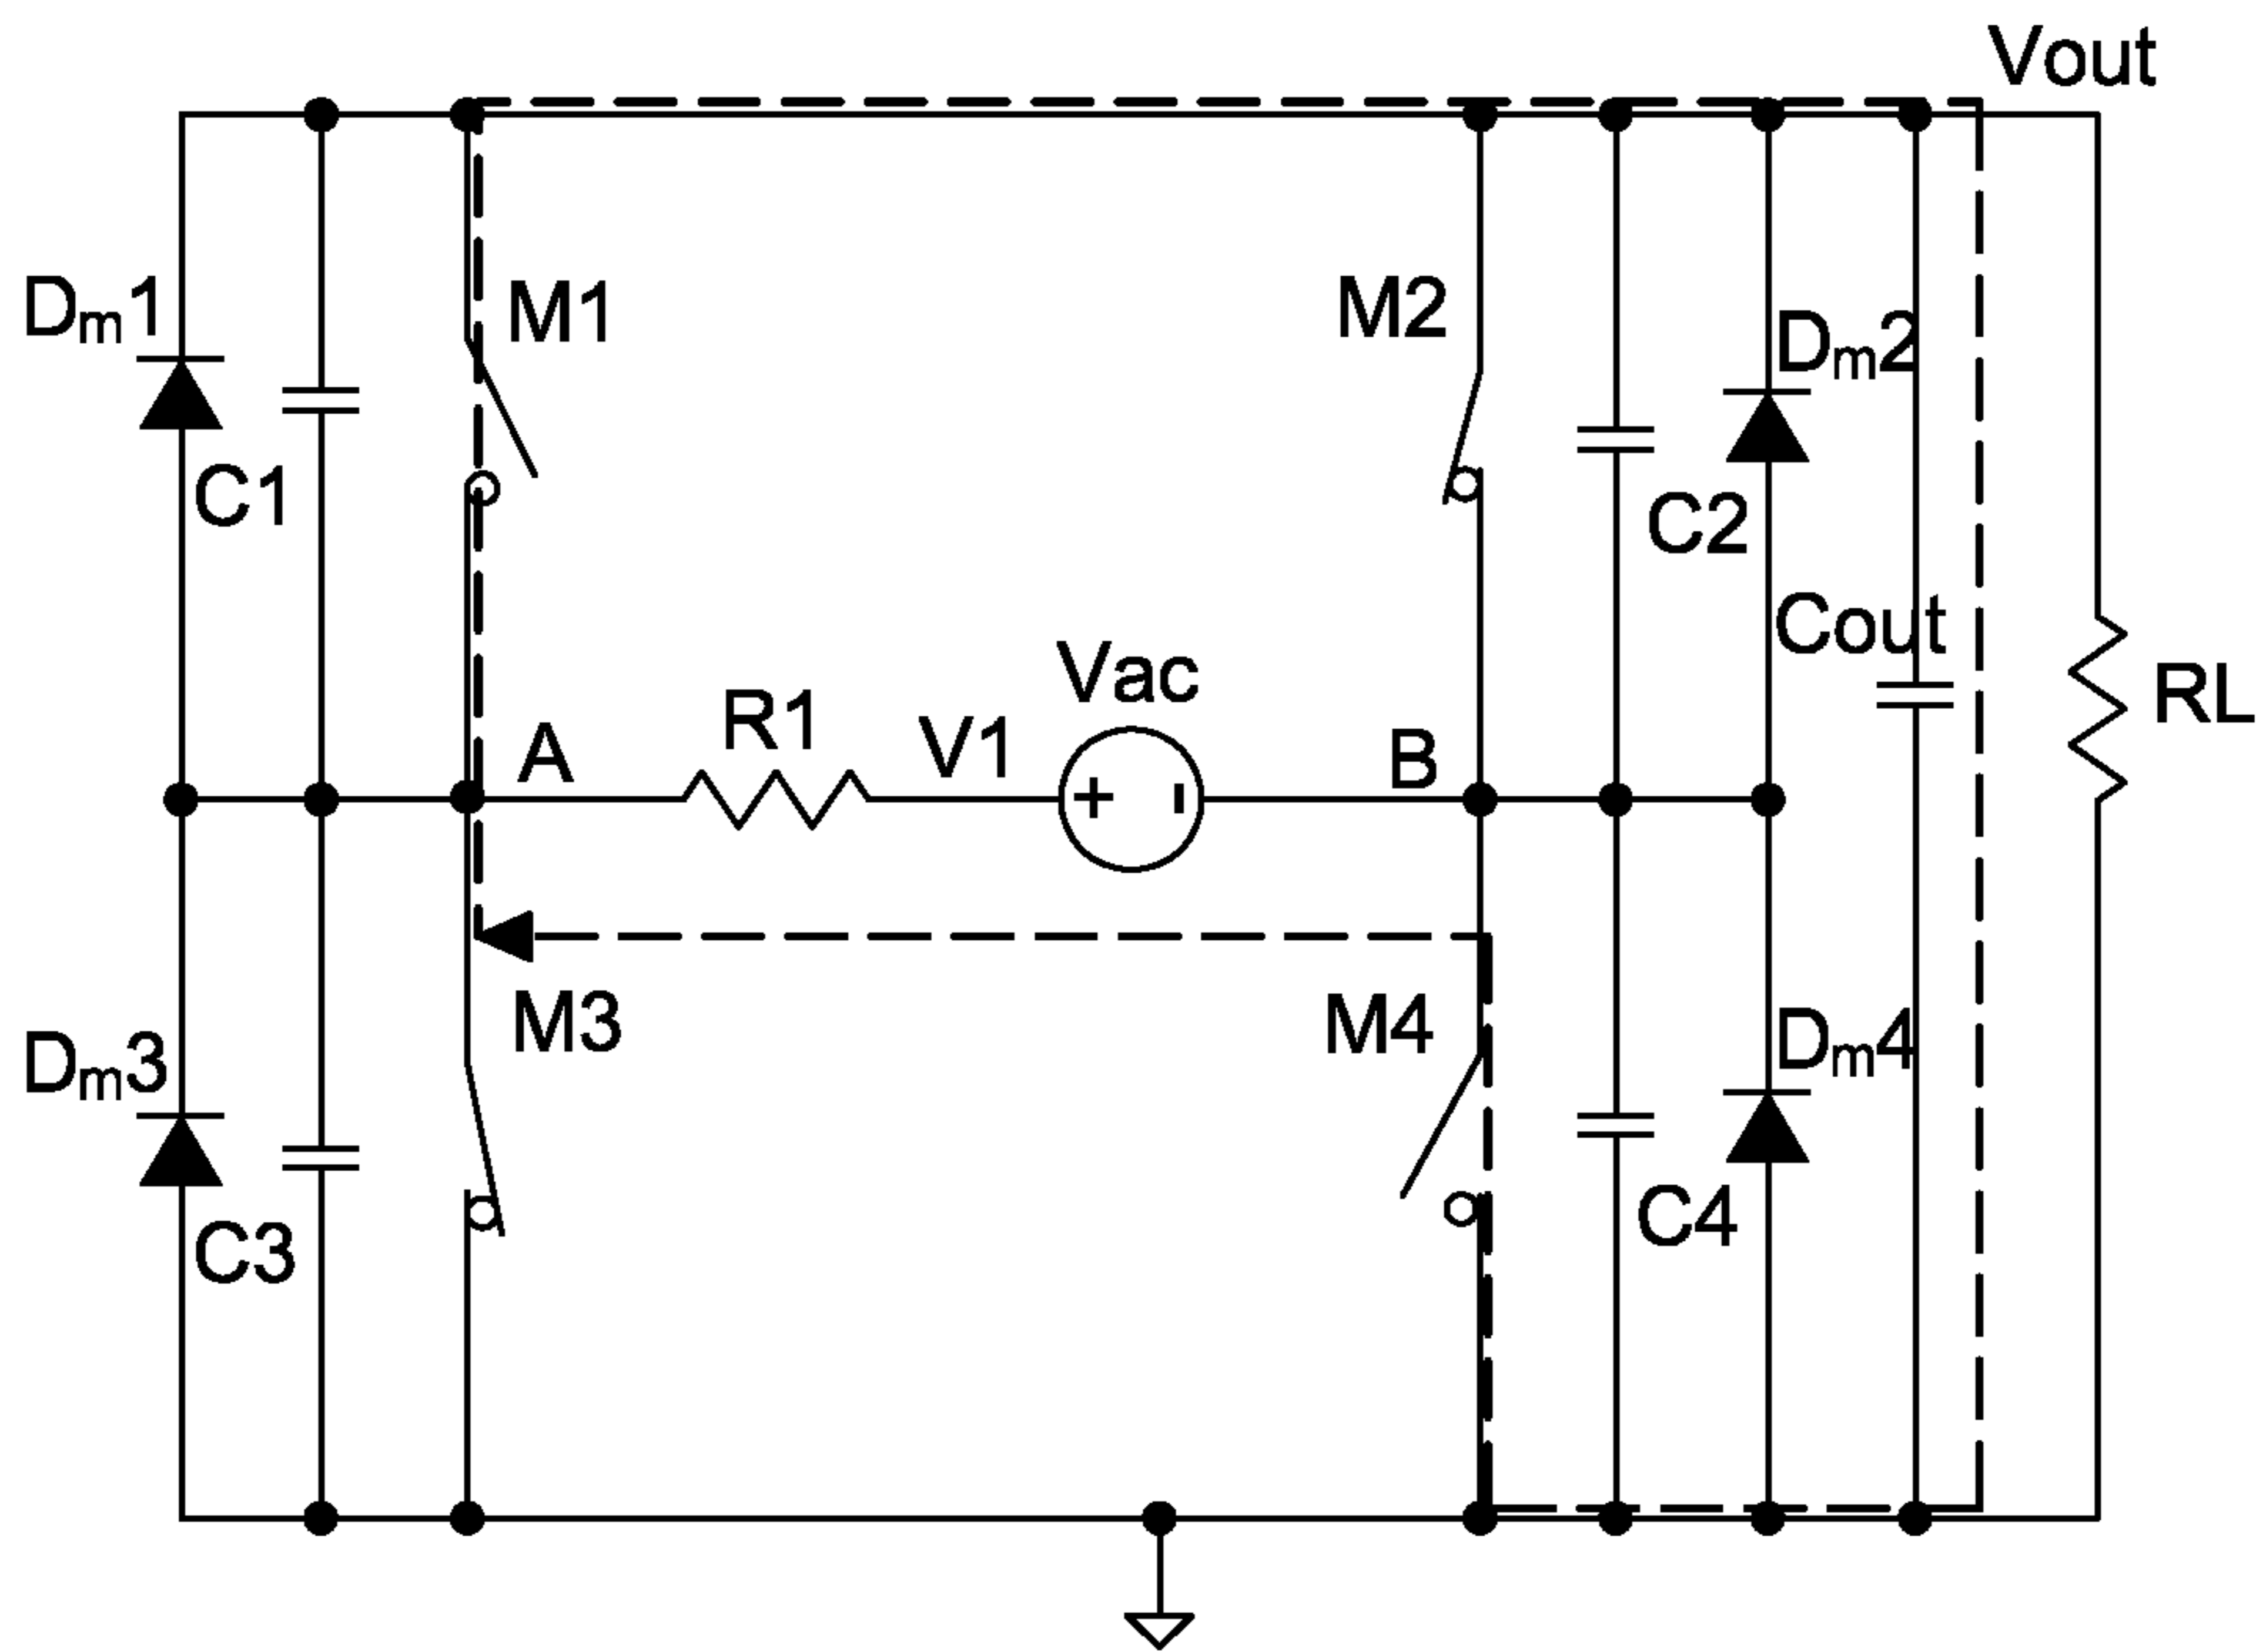 Vout
Dm1
M1
M2
Dm2
C1
C2
Cout
Vac
R1
V1
A
B
RL
+
-
M3
M4
Dm3
Dm4
C3
C4